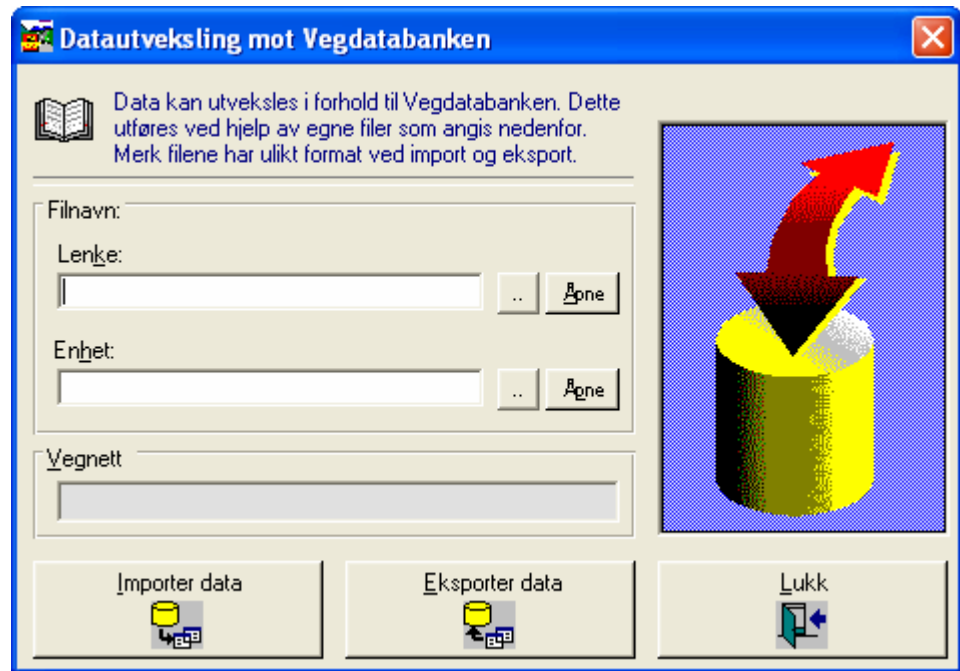 Datautveksling mot Vegdatabanken
Data kan utveksles i forhold til Vegdatabanken. Dette
utføres ved hjelp av egne filer som angis nedenfor.
Merk filene har ulikt format ved import og eksport.
Filnavn:
Lenke:
.. Åpne
Enhet:
.. Åpne
Vegnett
Importer data Eksporter data Lukk